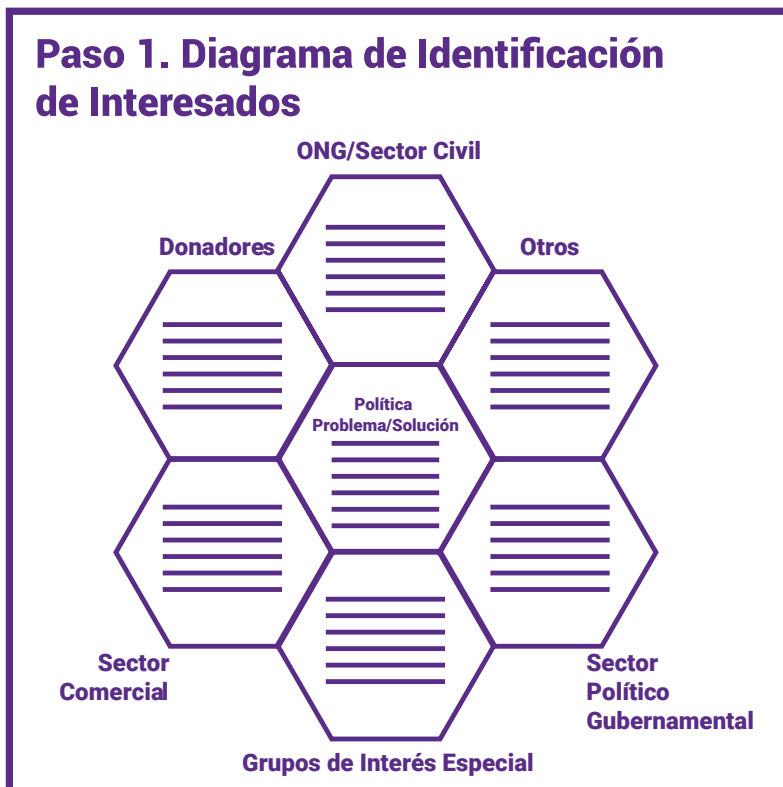 Paso 1. Diagrama de Identificación
de Interesados
ONG/Sector Civil
Donadores
Otros
Política
Problema/Solución
Sector
Comercial
Sector
Político
Gubernamental
Grupos de Interés Especial